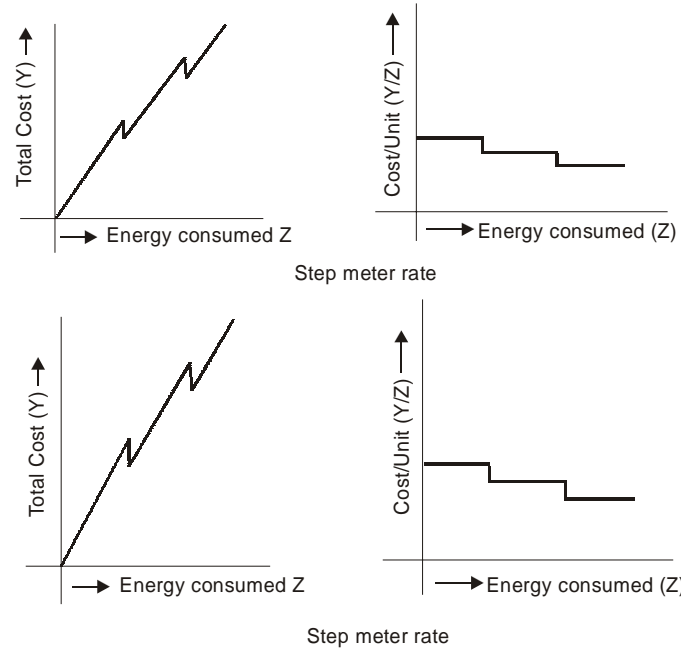 Total Cost (Y)
Energy consumed Z
Cost/Unit (Y/Z)
Energy consumed (Z)
Step meter rate
Total Cost (Y)
Energy consumed Z
Cost/Unit (Y/Z)
Energy consumed (Z)
Step meter rate